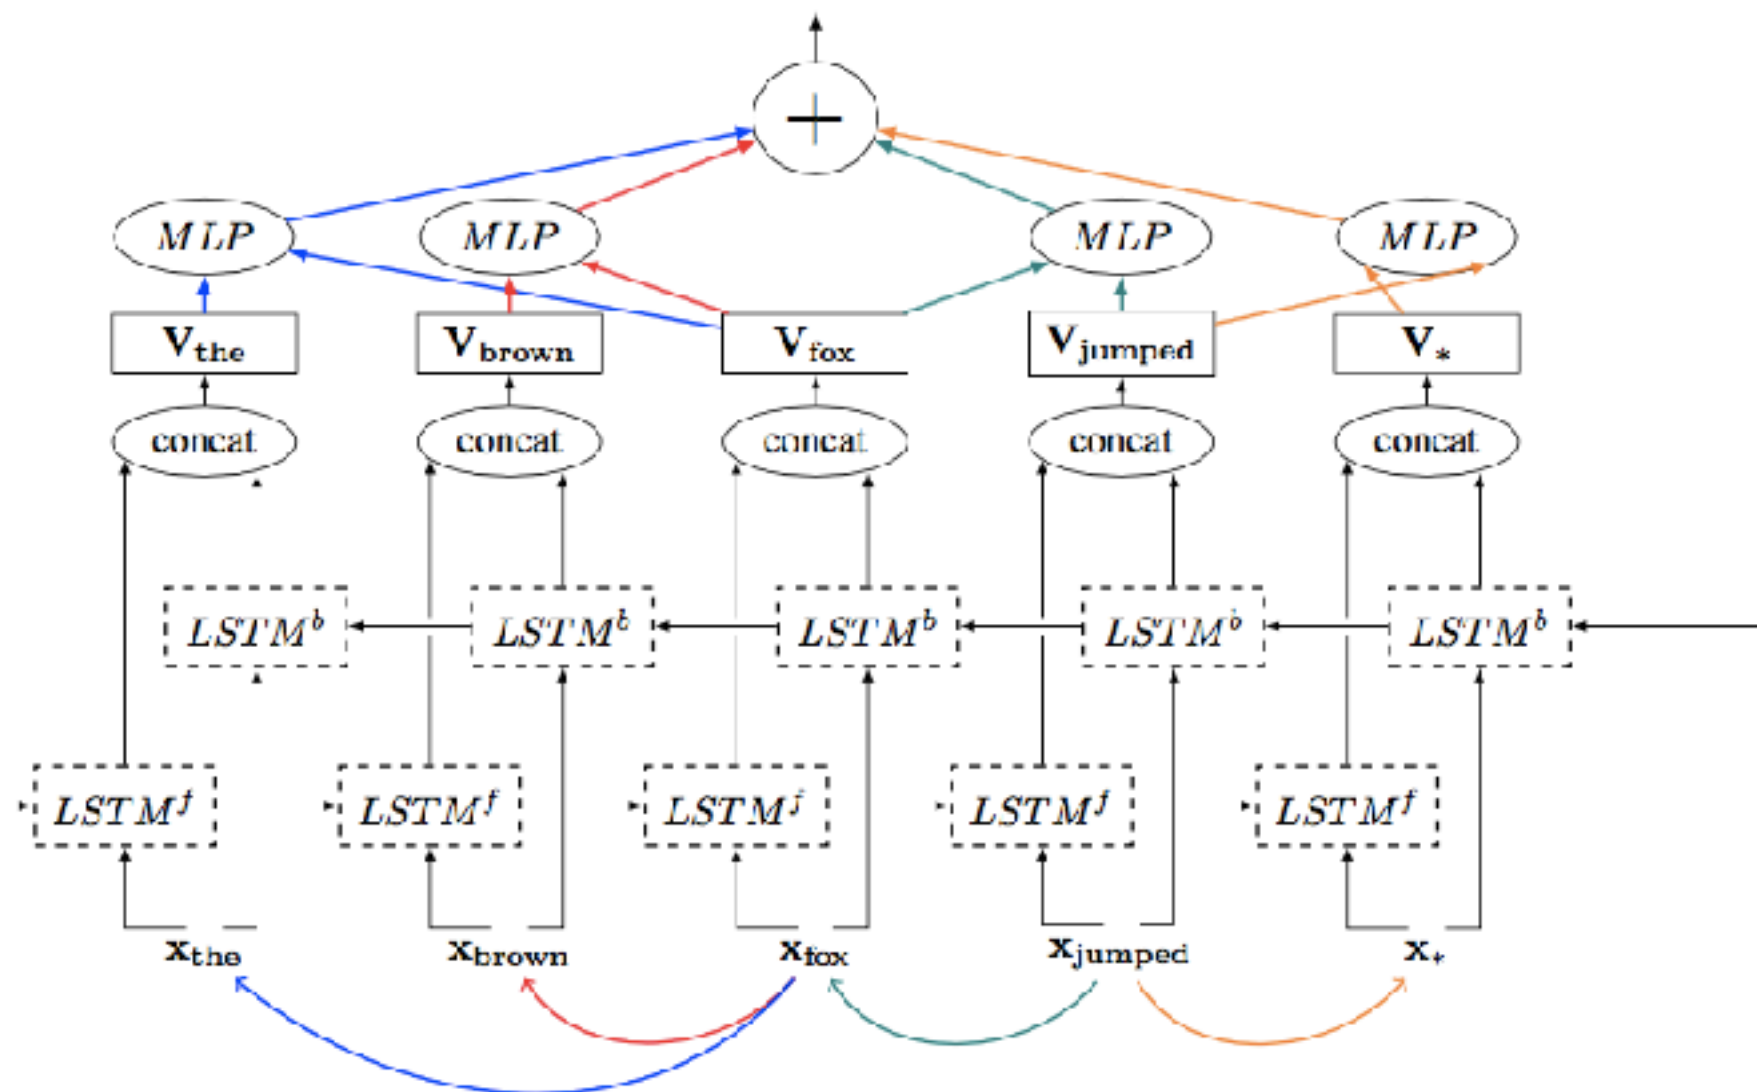 +
MLP MLP MLP MLP
V_the V_brown V_fox V_jumped V_*
concat concat concat concat concat
LSTM^b LSTM^b LSTM^b LSTM^b LSTM^b
LSTM^f LSTM^f LSTM^f LSTM^f LSTM^f
x_the x_brown x_fox x_jumped x_*